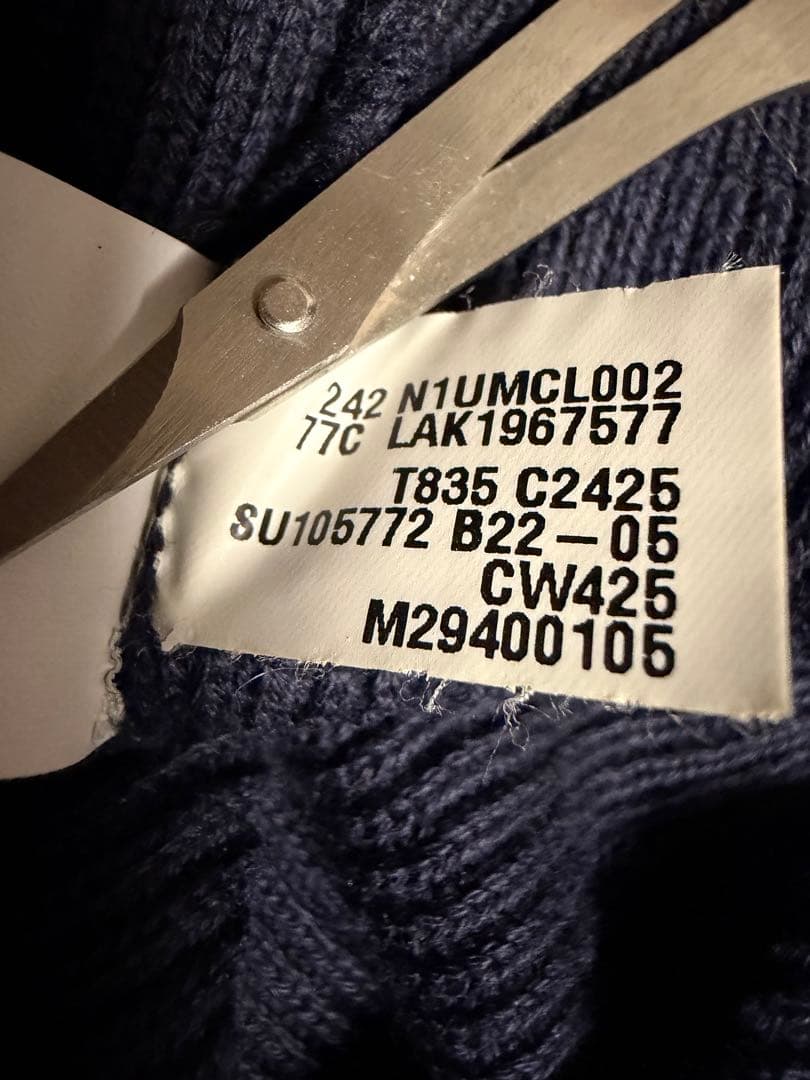 242 N1UMCL002
77C LAK1967577
T835 C2425
SU105772 B22-05
CW425
M29400105